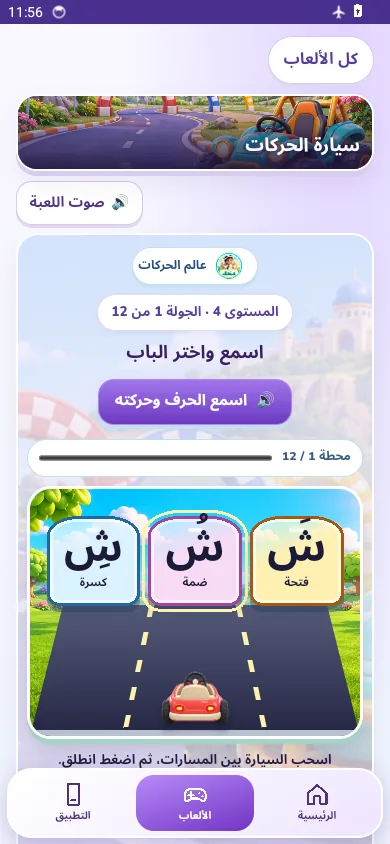 11:56
كل الألعاب
سيارة الحركات
صوت اللعبة
عالم الحركات
المستوى 4 · الجولة 1 من 12
اسمع واختر الباب
اسمع الحرف وحركته
محطة 1 / 12
شَ
فتحة
شُ
ضمة
شِ
كسرة
اسحب السيارة بين المسارات، ثم اضغط انطلق.
الرئيسية
الألعاب
التطبيق